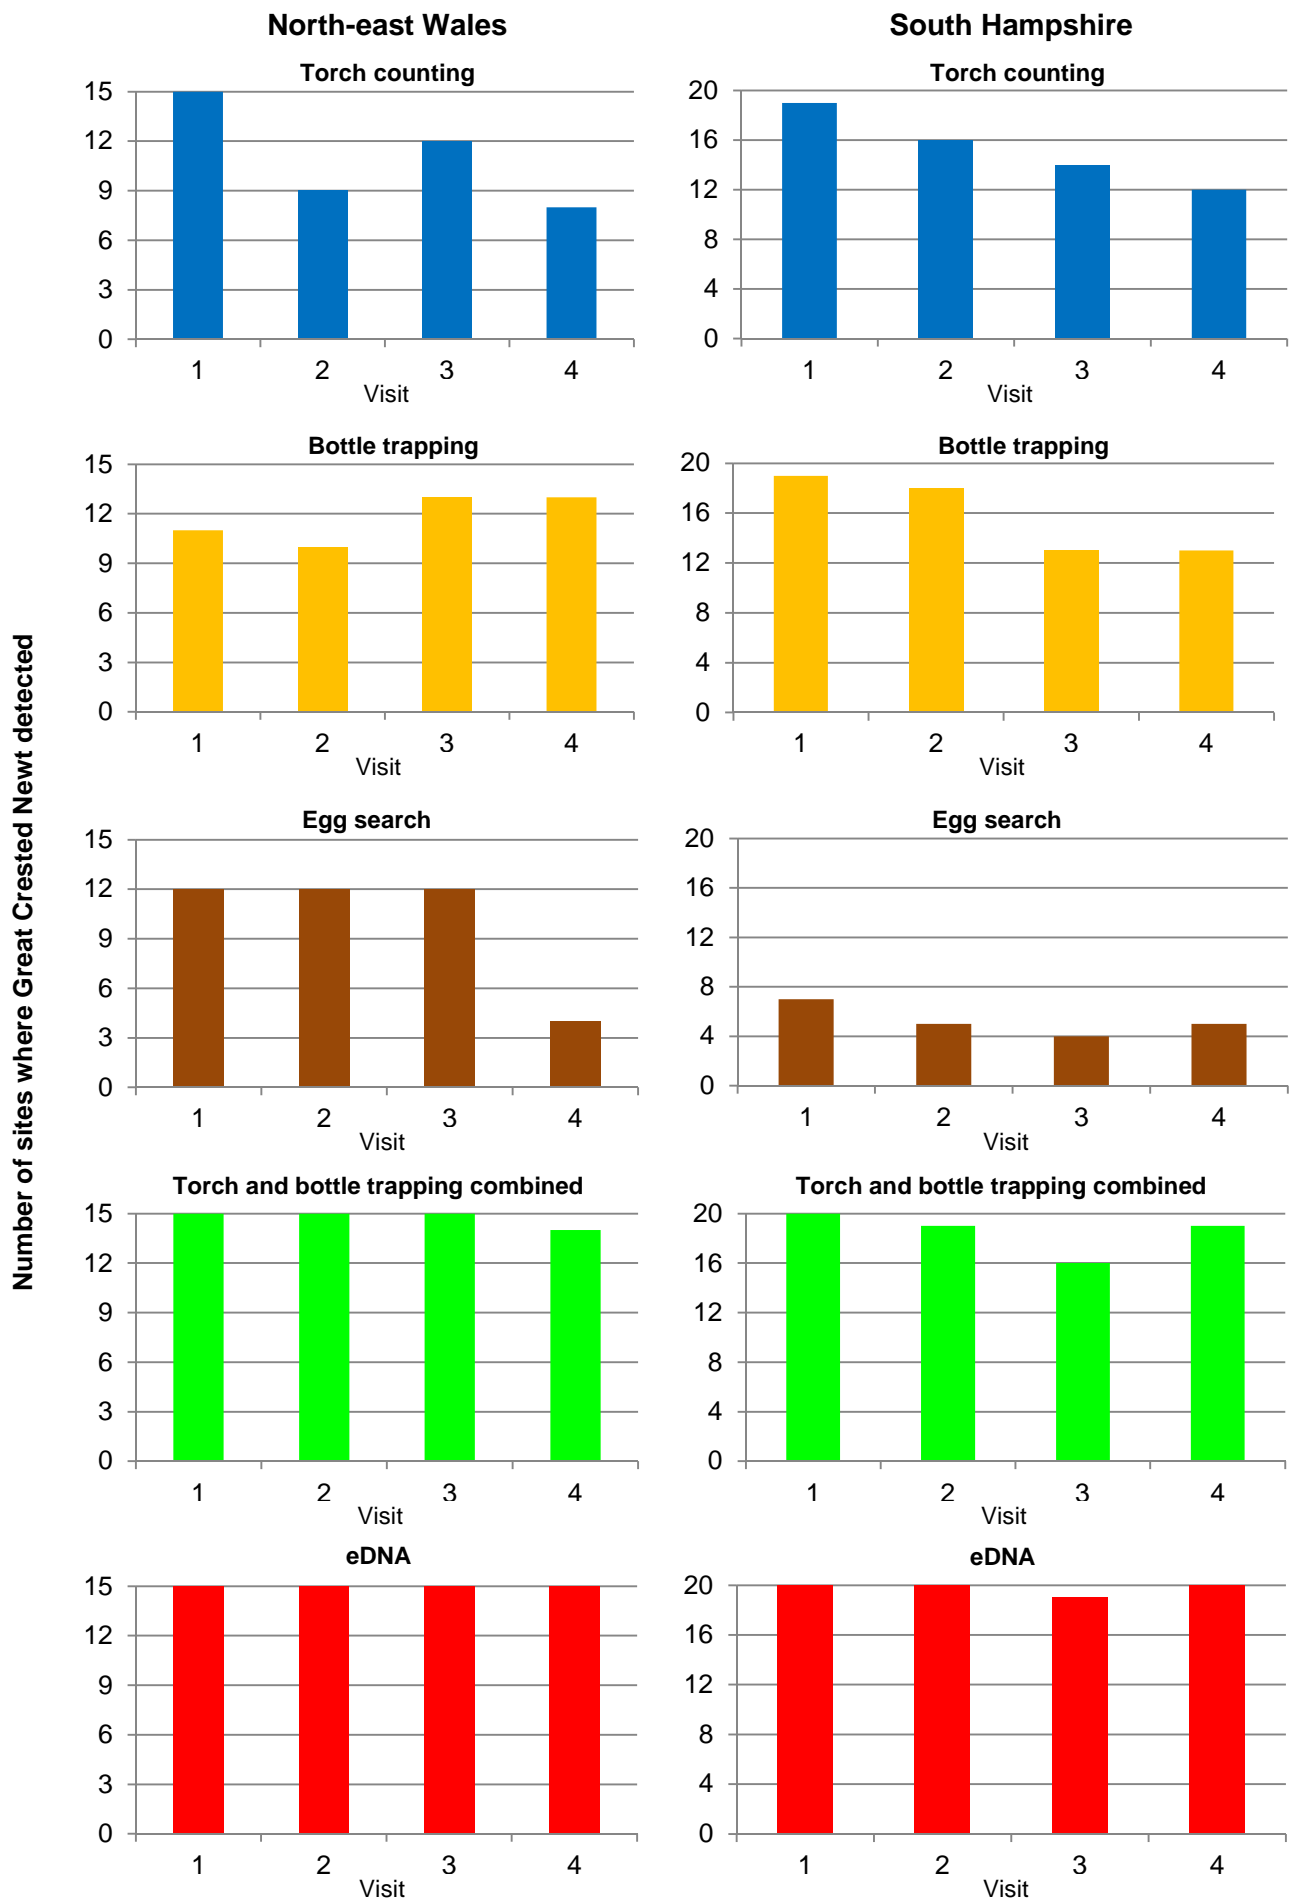 North-east Wales
South Hampshire
Number of sites where Great Crested Newt detected
Torch counting
15
12
9
6
3
0
1 2 3 4
Visit
Torch counting
20
16
12
8
4
0
1 2 3 4
Visit
Bottle trapping
15
12
9
6
3
0
1 2 3 4
Visit
Bottle trapping
20
16
12
8
4
0
1 2 3 4
Visit
Egg search
15
12
9
6
3
0
1 2 3 4
Visit
Egg search
20
16
12
8
4
0
1 2 3 4
Visit
Torch and bottle trapping combined
15
12
9
6
3
0
1 2 3 4
Visit
Torch and bottle trapping combined
20
16
12
8
4
0
1 2 3 4
Visit
eDNA
15
12
9
6
3
0
1 2 3 4
Visit
eDNA
20
16
12
8
4
0
1 2 3 4
Visit